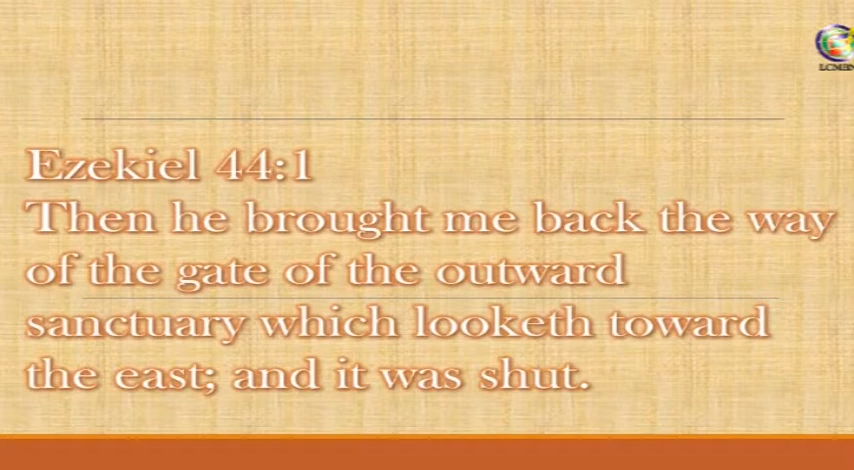 Ezekiel 44:1
Then he brought me back the way
of the gate of the outward
sanctuary which looketh toward
the east; and it was shut.